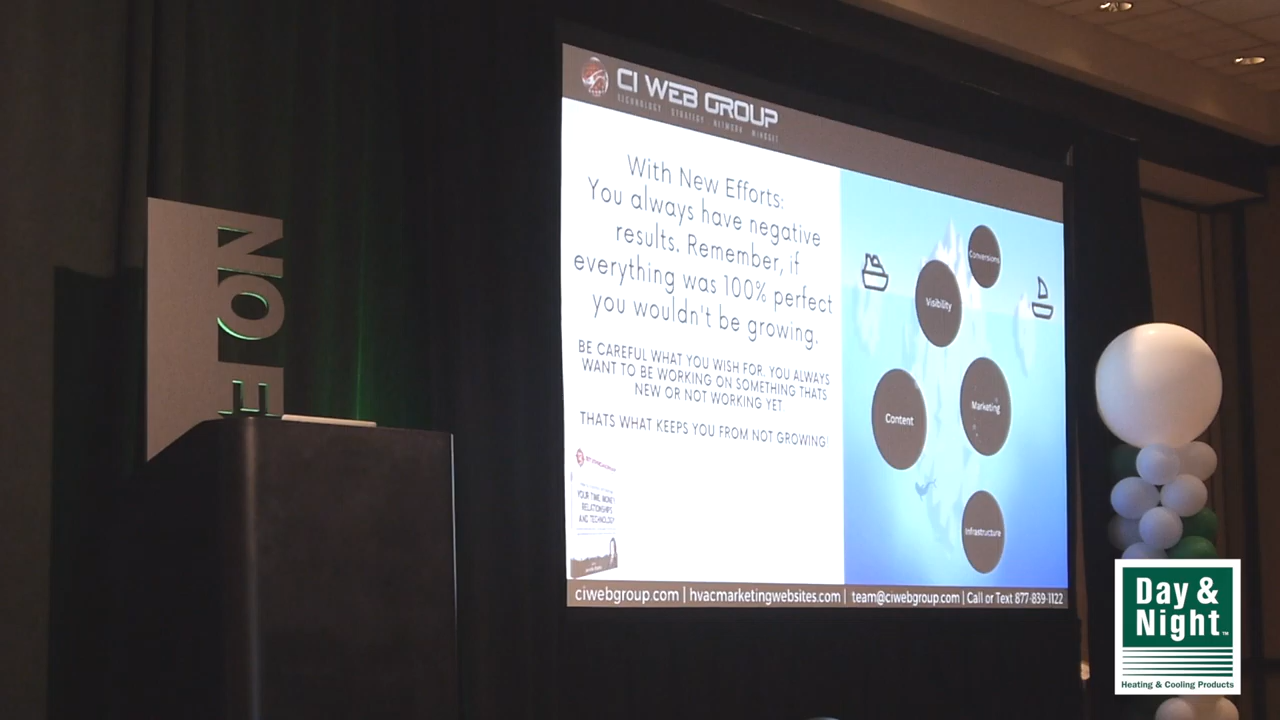 CI WEB GROUP
TECHNOLOGY STRATEGY NETWORK MINDSET
With New Efforts:
You always have negative
results. Remember, if
everything was 100% perfect
you wouldn't be growing.
BE CAREFUL WHAT YOU WISH FOR. YOU ALWAYS
WANT TO BE WORKING ON SOMETHING THATS
NEW OR NOT WORKING YET
THATS WHAT KEEPS YOU FROM NOT GROWING!
YOUR TIME, MONEY
RELATIONSHIPS
AND TECHNOLOGY
Conversions
Visibility
Content
Marketing
Infrastructure
ciwebgroup.com | hvacmarketingwebsites.com | team@ciwebgroup.com | Call or Text 877-839-1122
Day &
Night™
Heating & Cooling Products